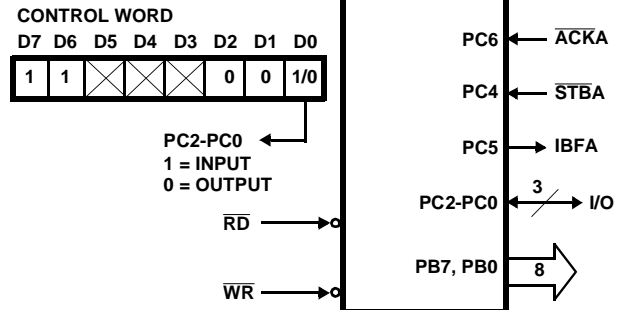 CONTROL WORD
D7 D6 D5 D4 D3 D2 D1 D0
1 1 0 0 1/0
PC2-PC0
1 = INPUT
0 = OUTPUT
RD
WR
PC6 ACKA
PC4 STBA
PC5 IBFA
PC2-PC0 3 I/O
PB7, PB0 8